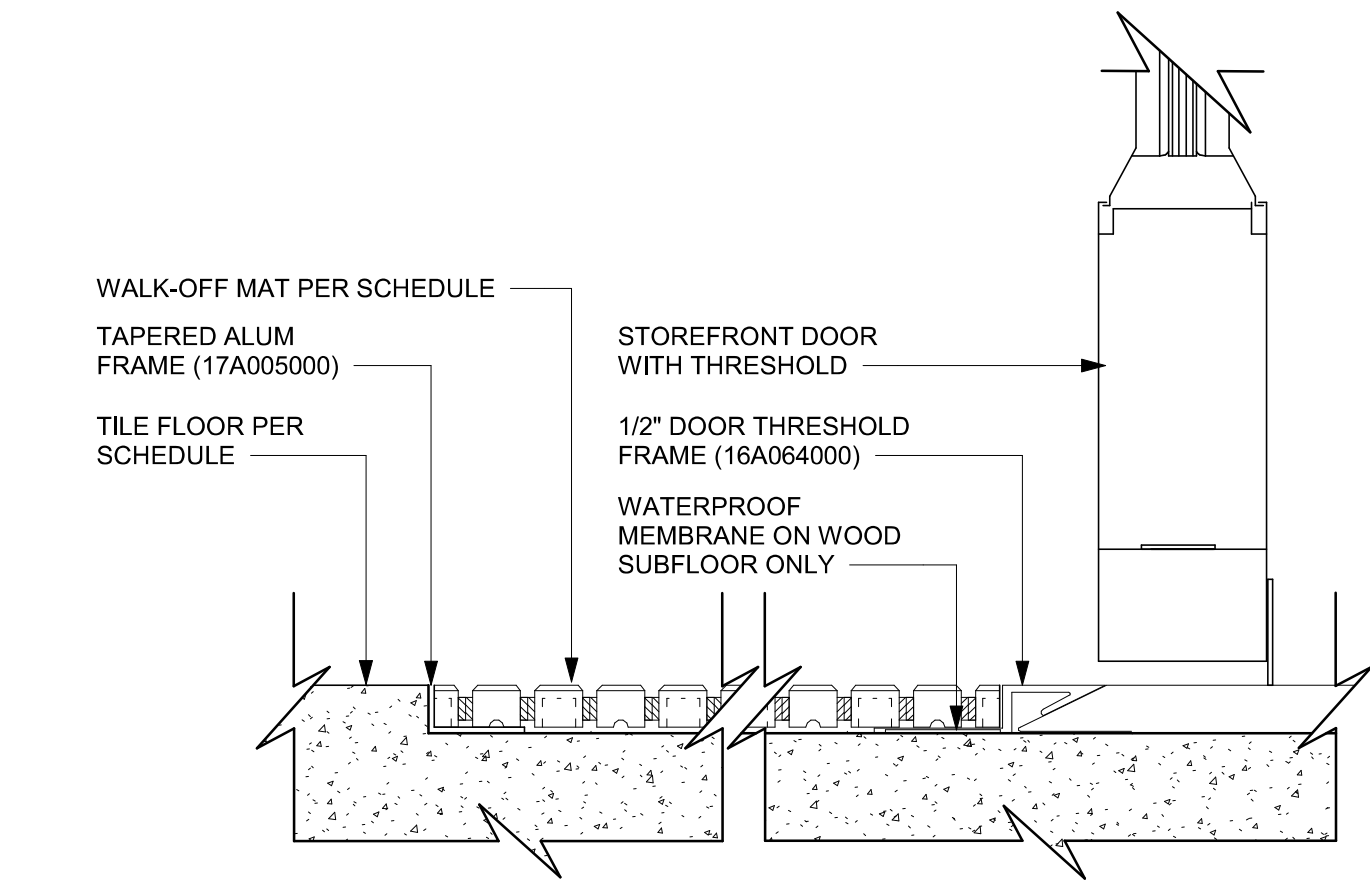 WALK-OFF MAT PER SCHEDULE
TAPERED ALUM
FRAME (17A005000)
TILE FLOOR PER
SCHEDULE
STOREFRONT DOOR
WITH THRESHOLD
1/2" DOOR THRESHOLD
FRAME (16A064000)
WATERPROOF
MEMBRANE ON WOOD
SUBFLOOR ONLY